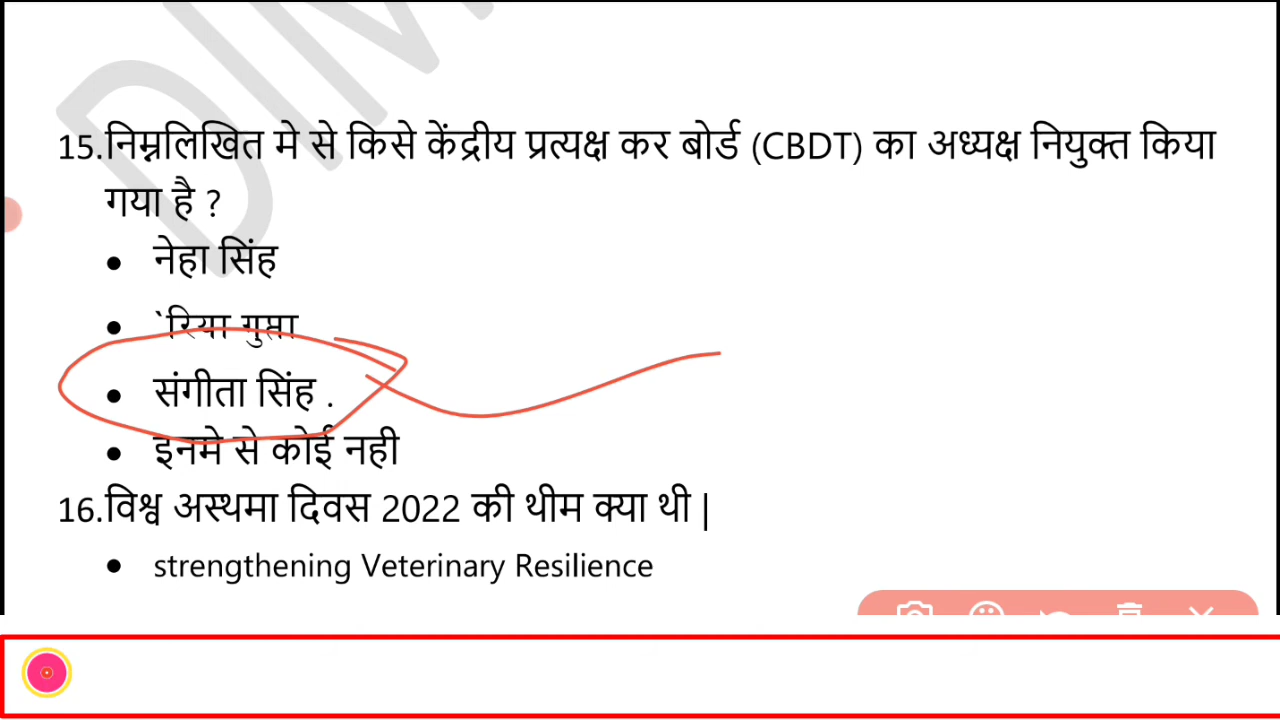 15.निम्नलिखित मे से किसे केंद्रीय प्रत्यक्ष कर बोर्ड (CBDT) का अध्यक्ष नियुक्त किया
गया है ?
• नेहा सिंह
• `रिया गुप्ता
• संगीता सिंह .
• इनमे से कोई नही
16.विश्व अस्थमा दिवस 2022 की थीम क्या थी |
• strengthening Veterinary Resilience